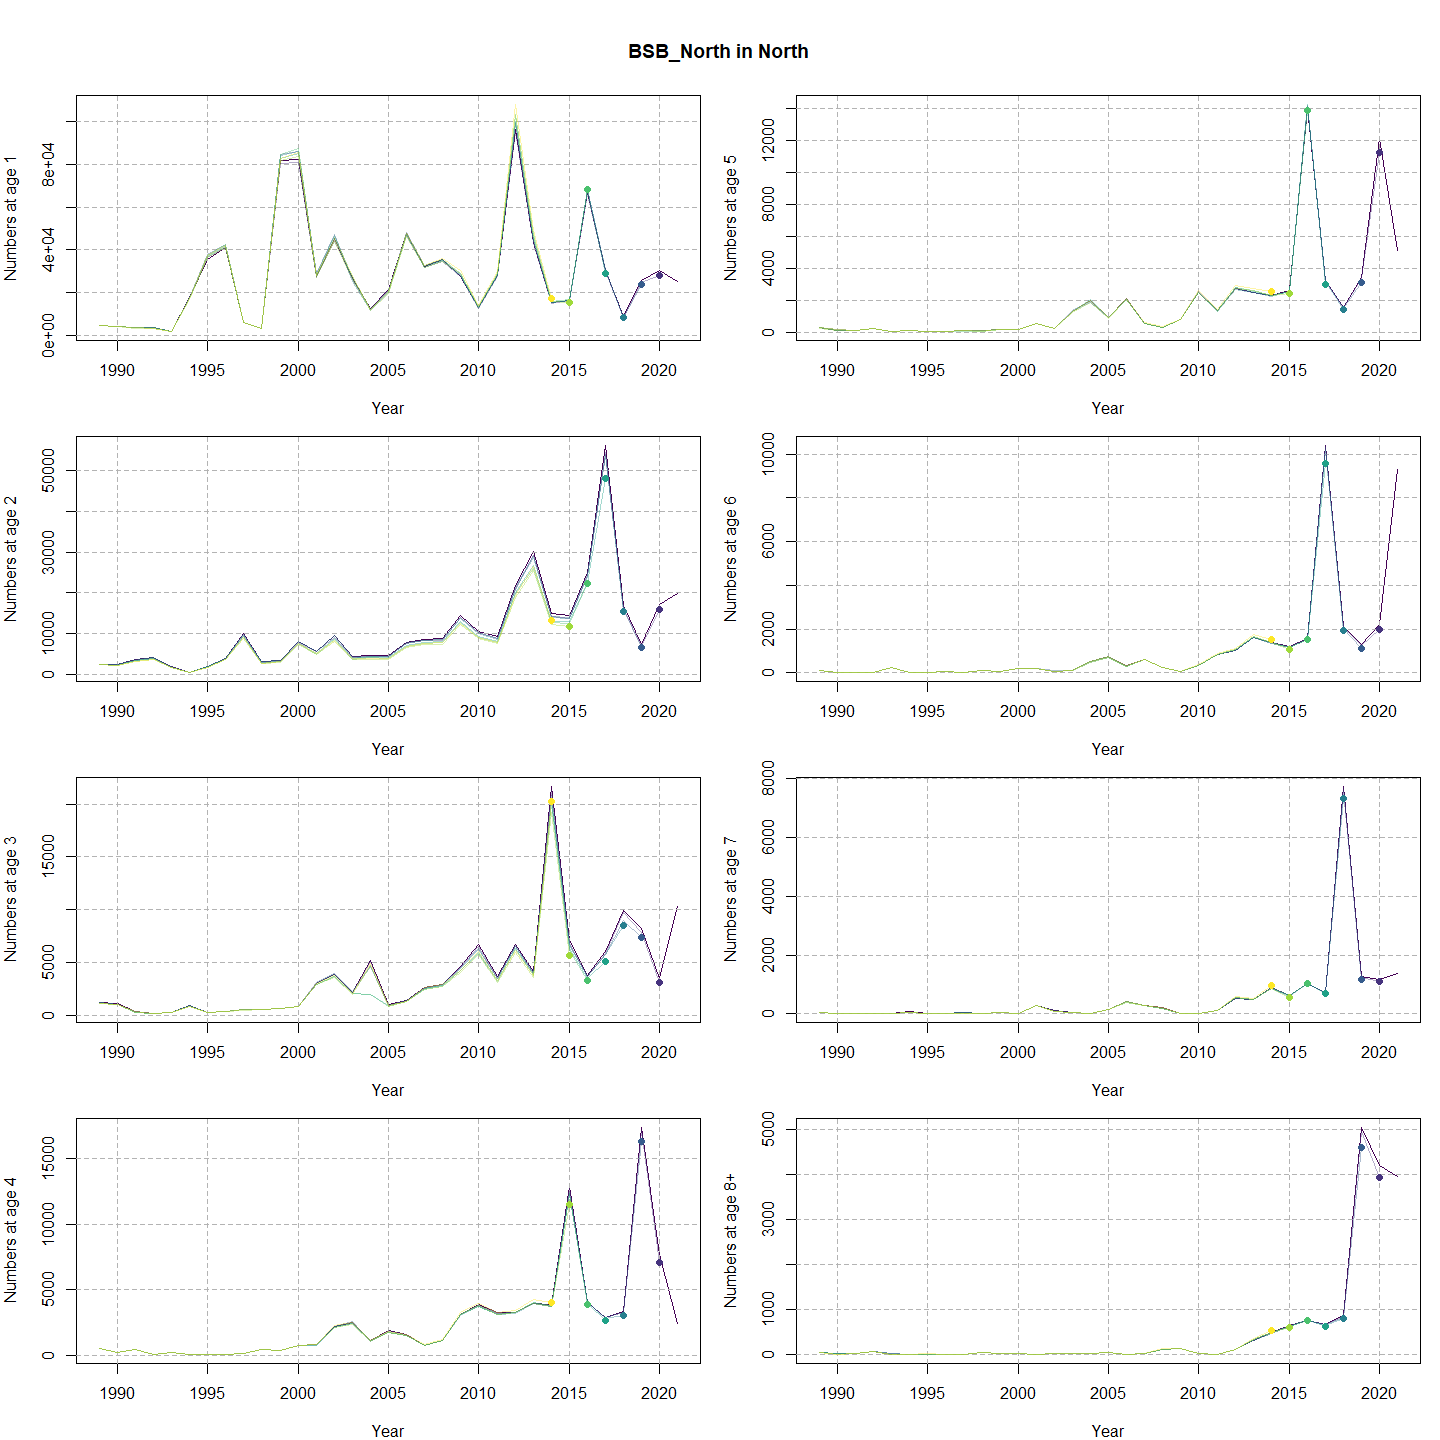 BSB_North in North
Numbers at age 1
0e+00 4e+04 8e+04
1990 1995 2000 2005 2010 2015 2020
Year
Numbers at age 5
0 4000 8000 12000
1990 1995 2000 2005 2010 2015 2020
Year
Numbers at age 2
0 10000 30000 50000
1990 1995 2000 2005 2010 2015 2020
Year
Numbers at age 6
0 2000 6000 10000
1990 1995 2000 2005 2010 2015 2020
Year
Numbers at age 3
0 5000 15000
1990 1995 2000 2005 2010 2015 2020
Year
Numbers at age 7
0 2000 4000 6000 8000
1990 1995 2000 2005 2010 2015 2020
Year
Numbers at age 4
0 5000 10000 15000
1990 1995 2000 2005 2010 2015 2020
Year
Numbers at age 8+
0 1000 3000 5000
1990 1995 2000 2005 2010 2015 2020
Year